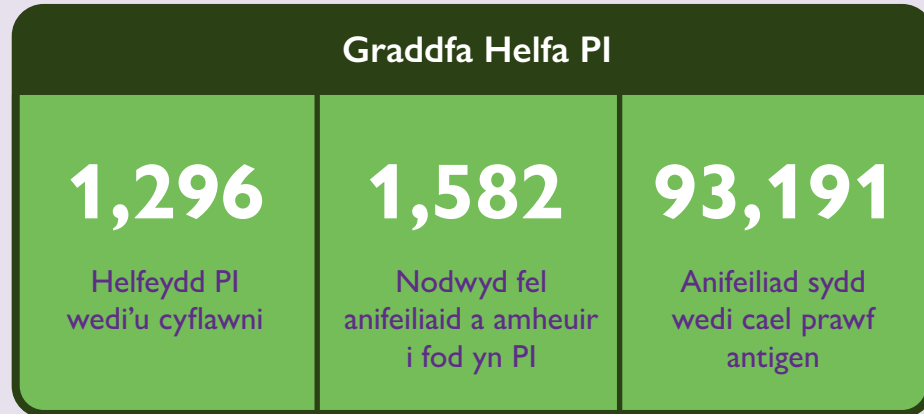 Graddfa Helfa PI
1,296
Helfeydd PI
wedi'u cyflawni
1,582
Nodwyd fel
anifeiliaid a amheuir
i fod yn PI
93,191
Anifeiliad sydd
wedi cael prawf
antigen